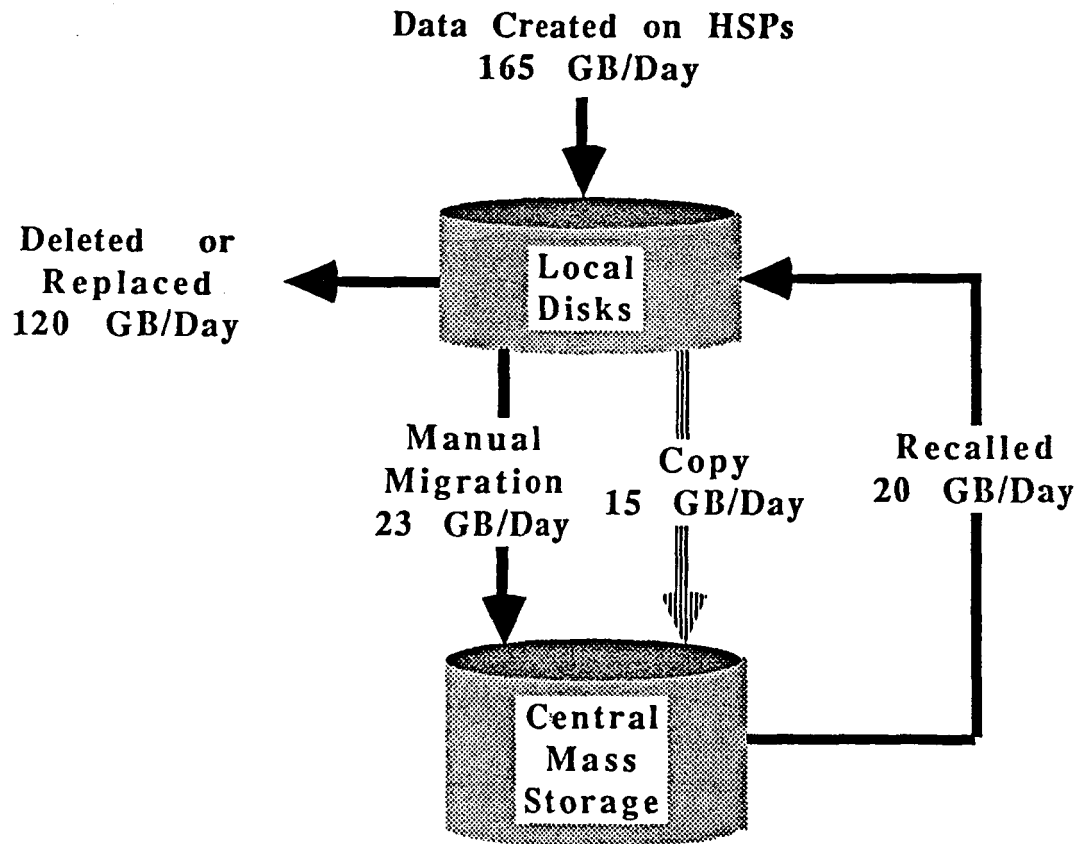 Data Created on HSPs
165 GB/Day
Deleted or
Replaced
120 GB/Day
Local
Disks
Manual
Migration
23 GB/Day
Copy
15 GB/Day
Recalled
20 GB/Day
Central
Mass
Storage